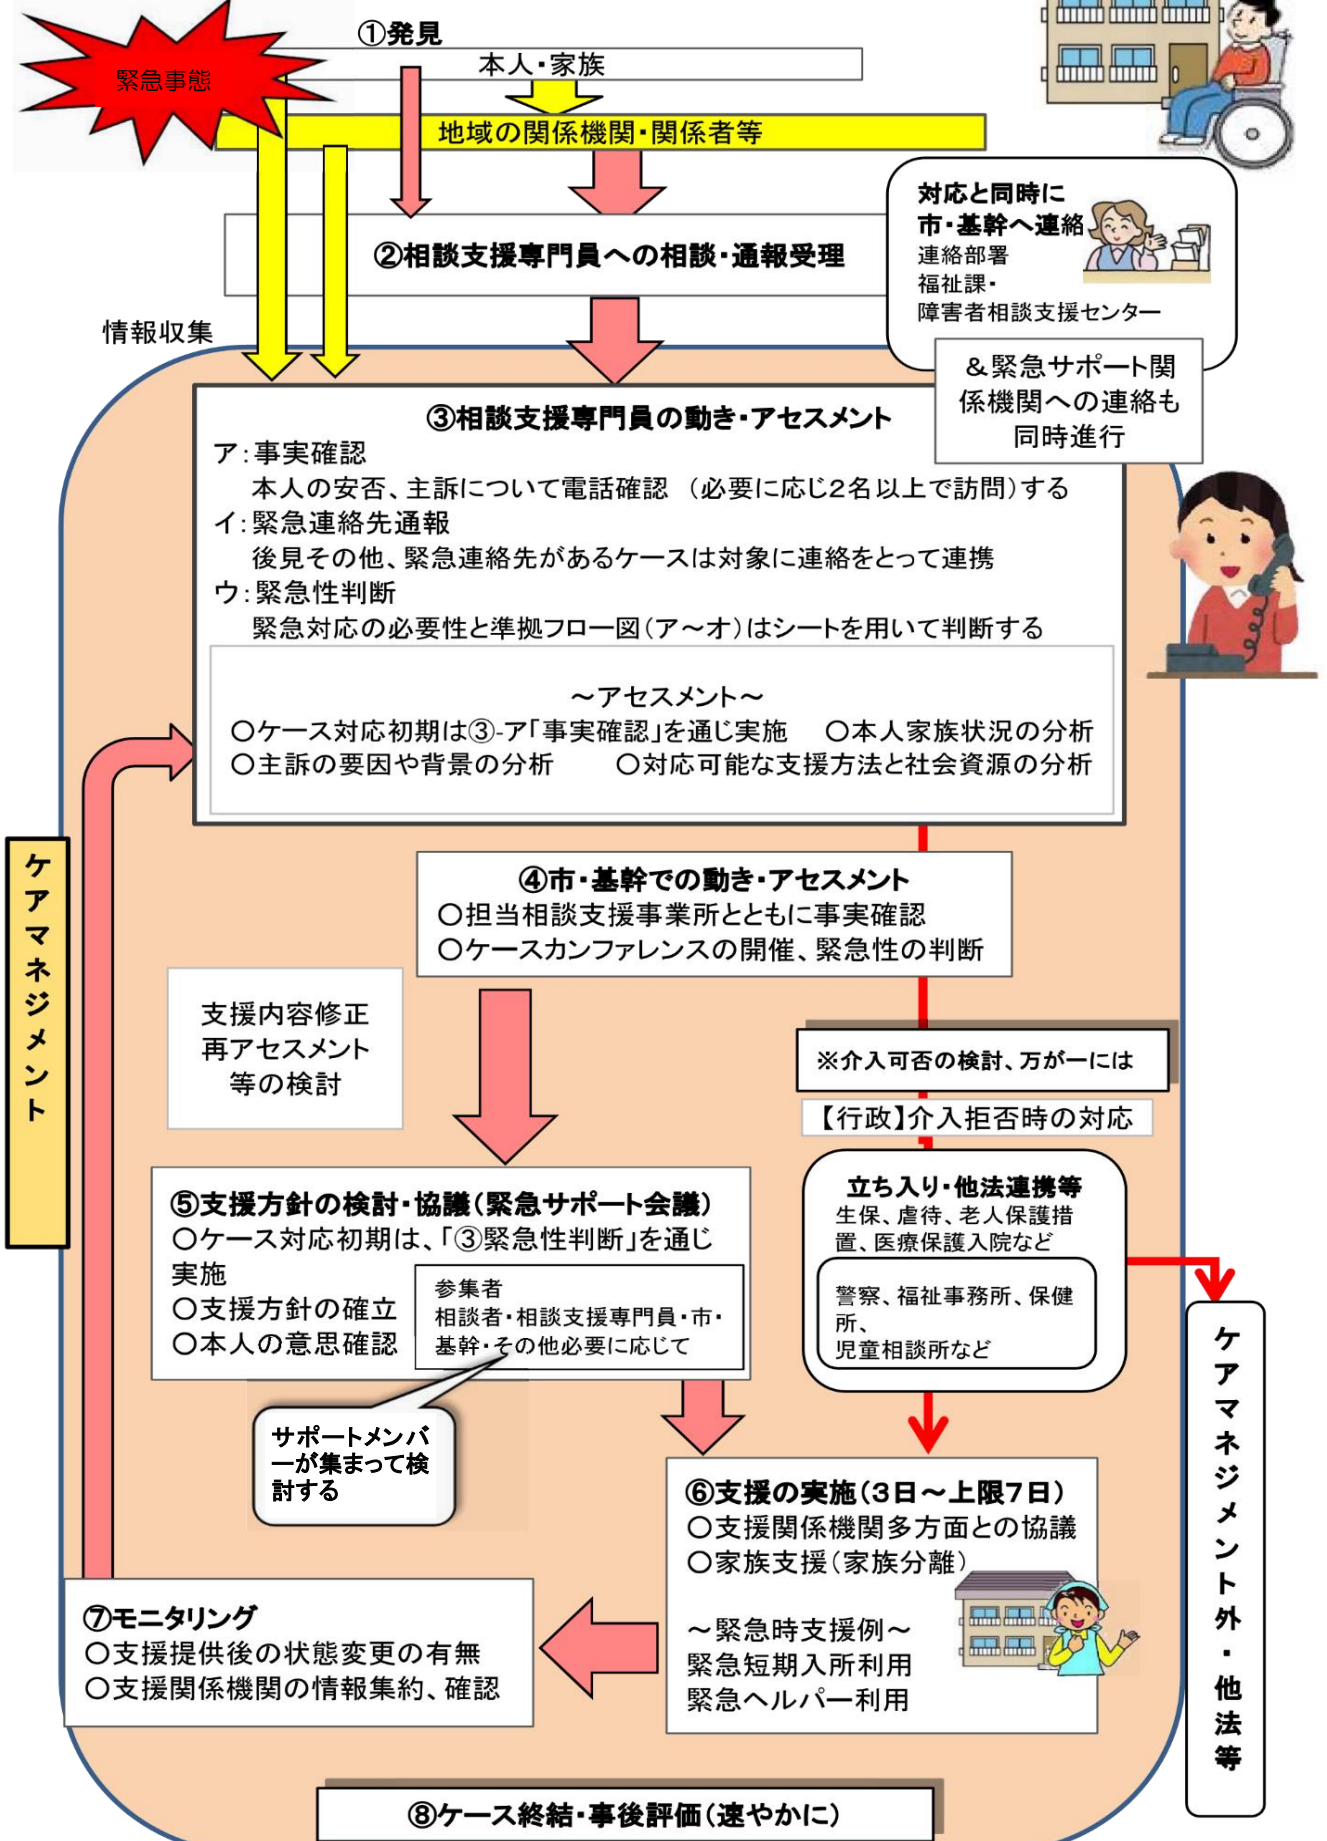 ①発見
緊急事態
本人・家族
地域の関係機関・関係者等
②相談支援専門員への相談・通報受理
対応と同時に
市・基幹へ連絡
連絡部署
福祉課・
障害者相談支援センター
&緊急サポート関
係機関への連絡も
同時進行
情報収集
③相談支援専門員の動き・アセスメント
ア：事実確認
本人の安否、主訴について電話確認 （必要に応じ2名以上で訪問）する
イ：緊急連絡先通報
後見その他、緊急連絡先があるケースは対象に連絡をとって連携
ウ：緊急性判断
緊急対応の必要性と準拠フロー図（ア～オ）はシートを用いて判断する
～アセスメント～
〇ケース対応初期は③-ア「事実確認」を通じ実施 〇本人家族状況の分析
〇主訴の要因や背景の分析 〇対応可能な支援方法と社会資源の分析
ケアマネジメント
④市・基幹での動き・アセスメント
〇担当相談支援事業所とともに事実確認
〇ケースカンファレンスの開催、緊急性の判断
支援内容修正
再アセスメント
等の検討
※介入可否の検討、万が一には
【行政】介入拒否時の対応
立ち入り・他法連携等
生保、虐待、老人保護措
置、医療保護入院など
警察、福祉事務所、保健
所、
児童相談所など
⑤支援方針の検討・協議（緊急サポート会議）
〇ケース対応初期は、「③緊急性判断」を通じ
実施
〇支援方針の確立
〇本人の意思確認
参集者
相談者・相談支援専門員・市・
基幹・その他必要に応じて
サポートメンバ
ーが集まって検
討する
ケアマネジメント外・他法等
⑥支援の実施（3日～上限7日）
〇支援関係機関多方面との協議
〇家族支援（家族分離）
～緊急時支援例～
緊急短期入所利用
緊急ヘルパー利用
⑦モニタリング
〇支援提供後の状態変更の有無
〇支援関係機関の情報集約、確認
⑧ケース終結・事後評価（速やかに）